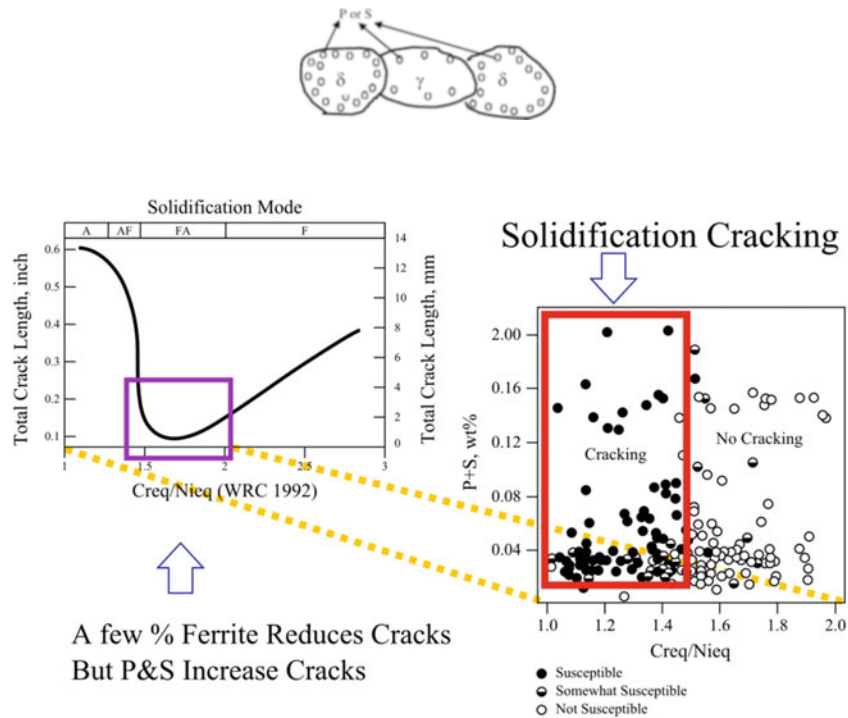 P or S
δ
γ
δ
Solidification Mode
A AF FA F
Total Crack Length, inch
0.6
0.5
0.4
0.3
0.2
0.1
14
12
10
8
6
4
2
0
Total Crack Length, mm
1 1.5 2 2.5 3
Creq/Nieq (WRC 1992)
A few % Ferrite Reduces Cracks
But P&S Increase Cracks
Solidification Cracking
P+S, wt%
2.00
0.16
0.12
0.08
0.04
Cracking
No Cracking
1.0 1.2 1.4 1.6 1.8 2.0
Creq/Nieq
Susceptible
Somewhat Susceptible
Not Susceptible